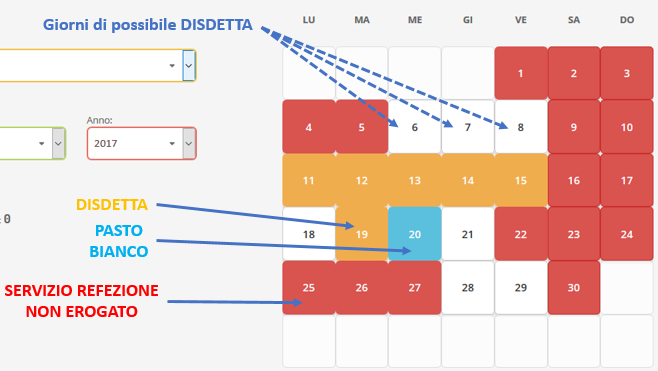 Giorni di possibile DISDETTA
LU MA ME GI VE SA DO
1 2 3
Anno:
2017
4 5 6 7 8 9 10
11 12 13 14 15 16 17
DISDETTA
0
PASTO
BIANCO
18 19 20 21 22 23 24
SERVIZIO REFEZIONE
NON EROGATO
25 26 27 28 29 30